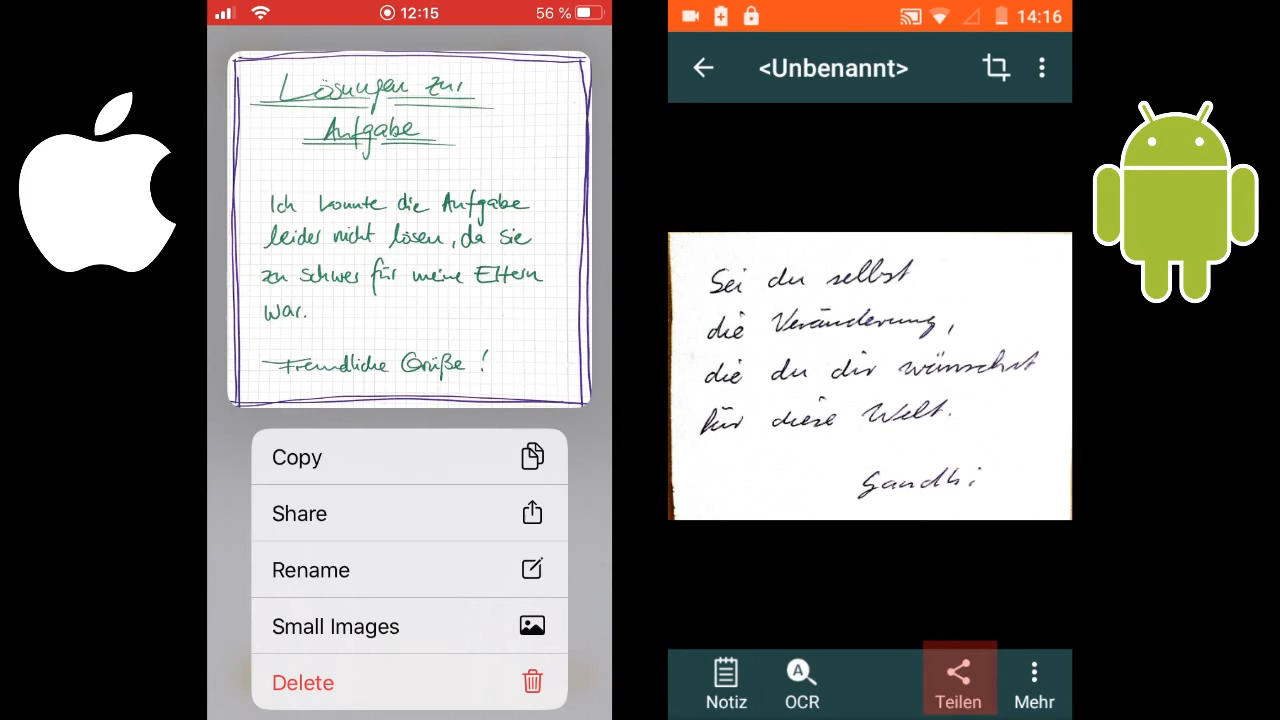 12:15
56 %
Lösungen zur
Aufgabe
Ich konnte die Aufgabe
leider nicht lösen, da sie
zu schwer für meine Eltern
war.
Freundliche Grüße!
Copy
Share
Rename
Small Images
Delete
14:16
<Unbenannt>
Sei du selbst
die Veränderung,
die du dir wünschst
für diese Welt.
Gandhi
A
Notiz
OCR
Teilen
Mehr